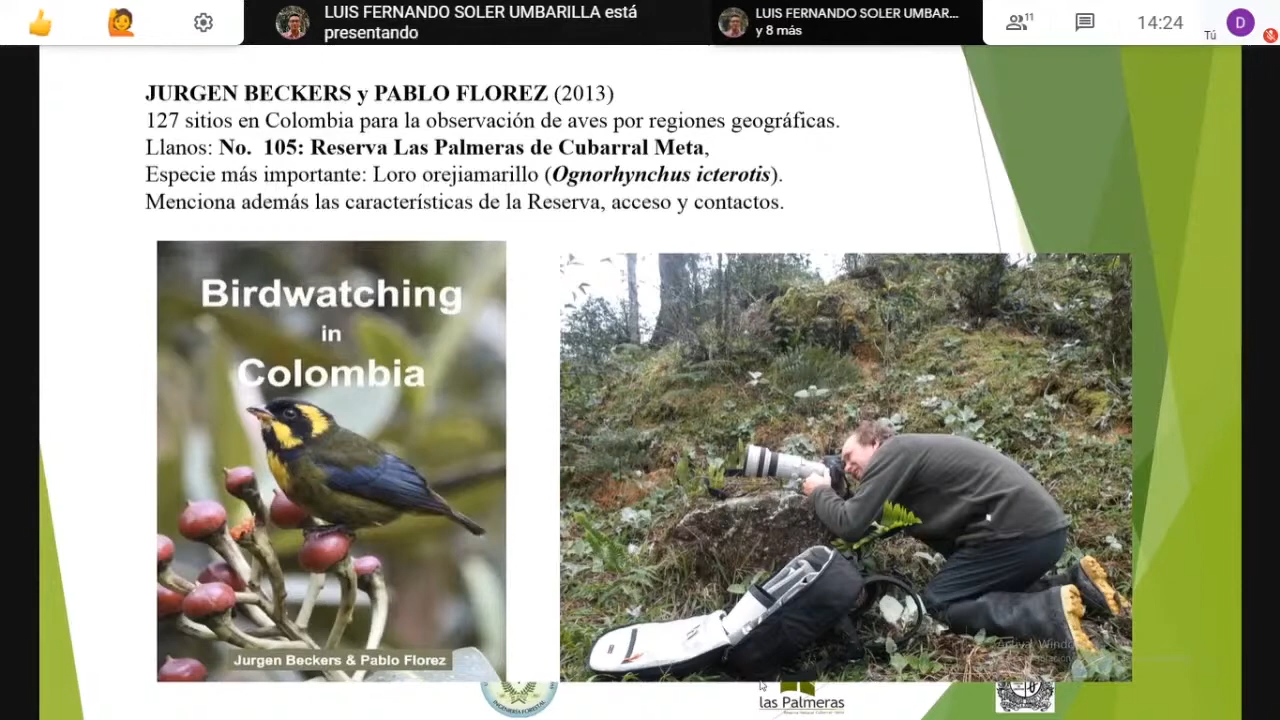 LUIS FERNANDO SOLER UMBARILLA está
presentando
LUIS FERNANDO SOLER UMBAR...
y 8 más
11
14:24
Tú
D
JURGEN BECKERS y PABLO FLOREZ (2013)
127 sitios en Colombia para la observación de aves por regiones geográficas.
Llanos: No. 105: Reserva Las Palmeras de Cubarral Meta,
Especie más importante: Loro orejiamarillo (Ognorhynchus icterotis).
Menciona además las características de la Reserva, acceso y contactos.
Birdwatching
in
Colombia
Jurgen Beckers & Pablo Florez
INGENIERÍA FORESTAL
las Palmeras